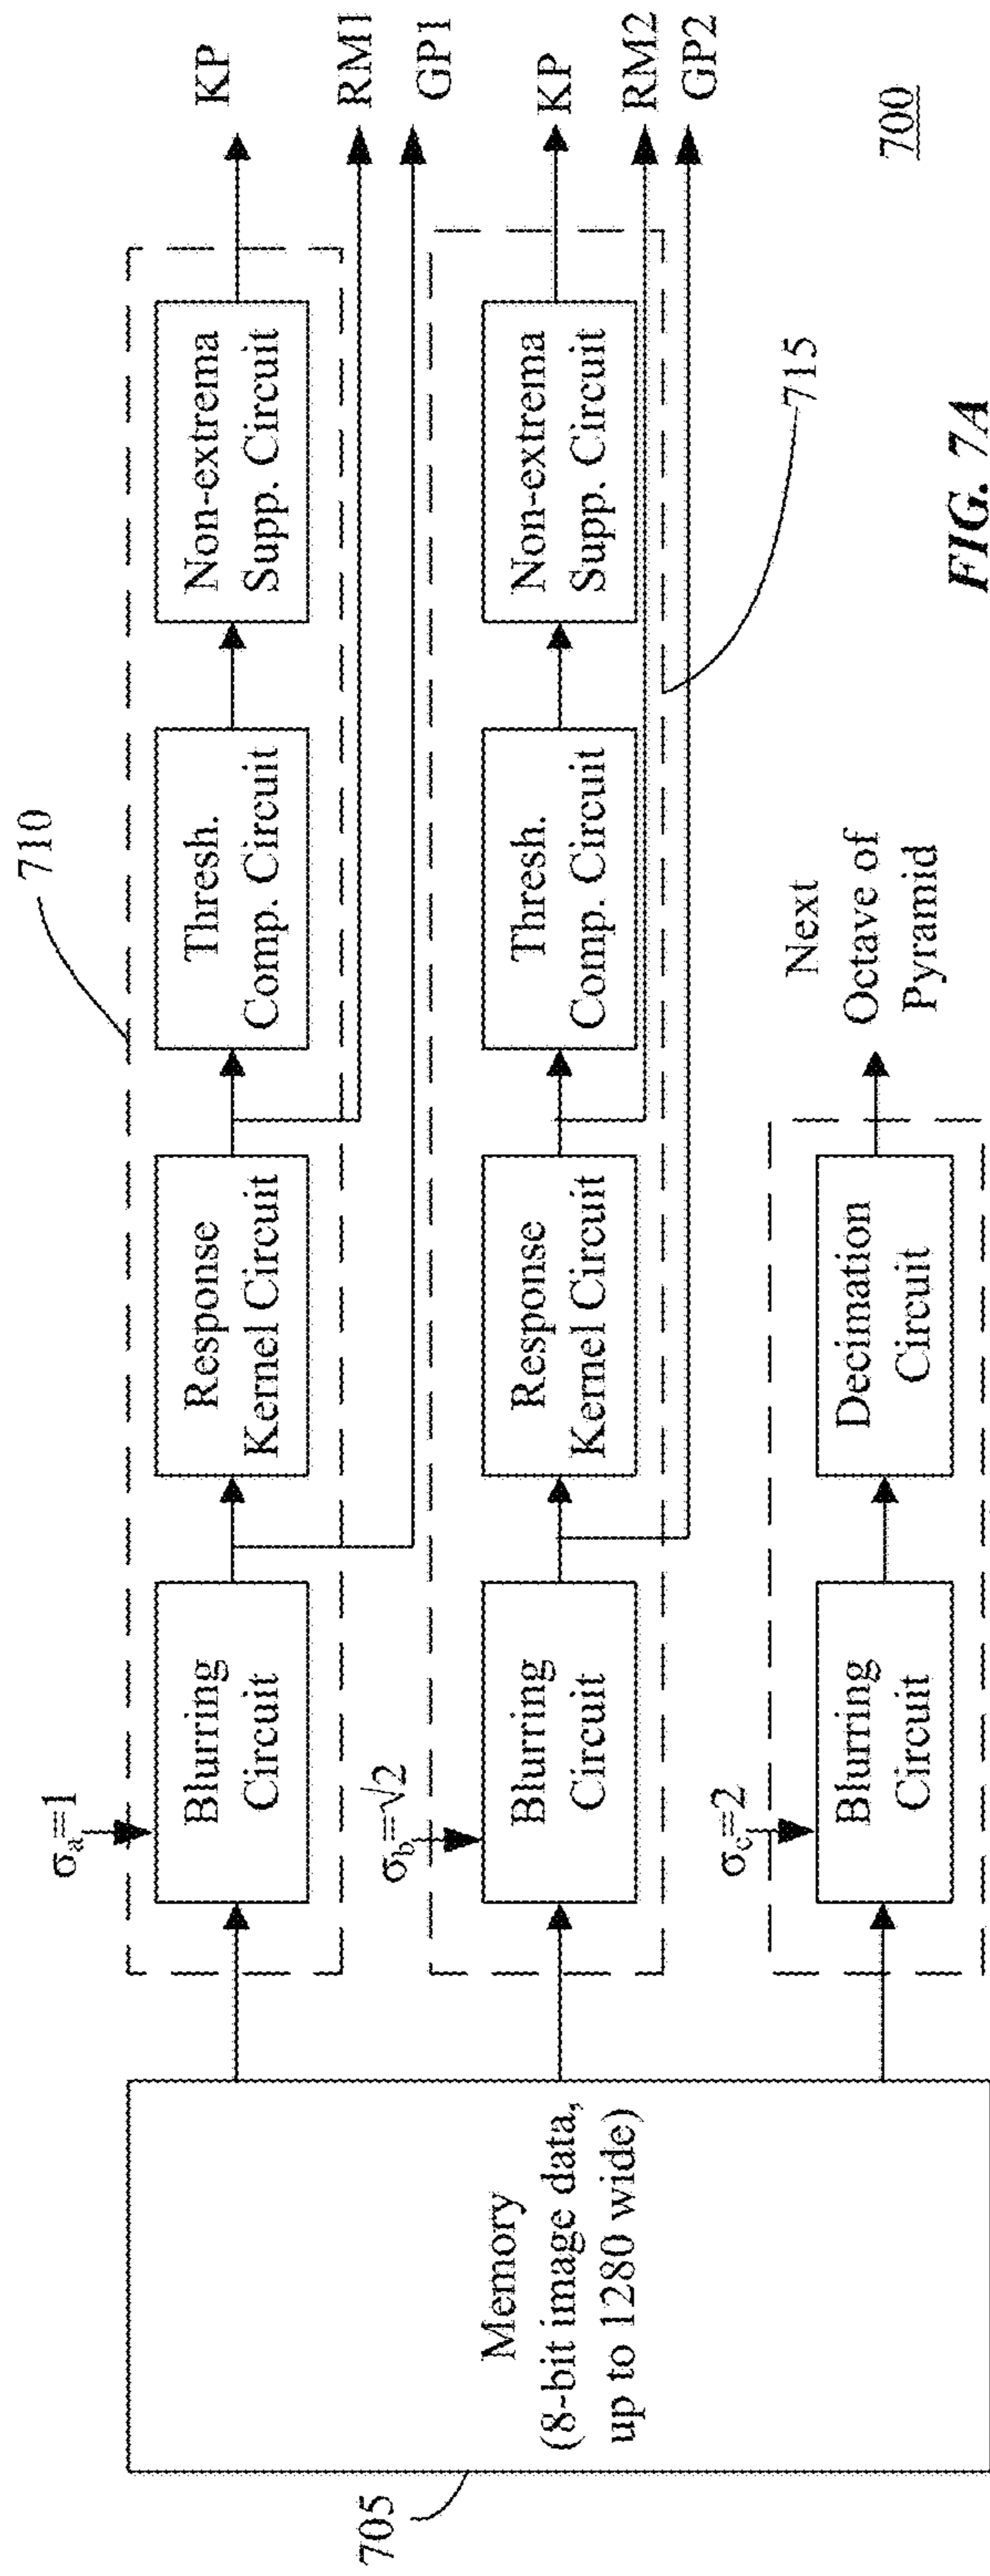 705
Memory
(8-bit image data,
up to 1280 wide)
710
σa=1
Blurring
Circuit
Response
Kernel Circuit
Thresh.
Comp. Circuit
Non-extrema
Supp. Circuit
KP
RM1
GP1
σb=√2
Blurring
Circuit
Response
Kernel Circuit
Thresh.
Comp. Circuit
Non-extrema
Supp. Circuit
KP
RM2
GP2
715
σc=2
Blurring
Circuit
Decimation
Circuit
Next
Octave of
Pyramid
700
FIG. 7A